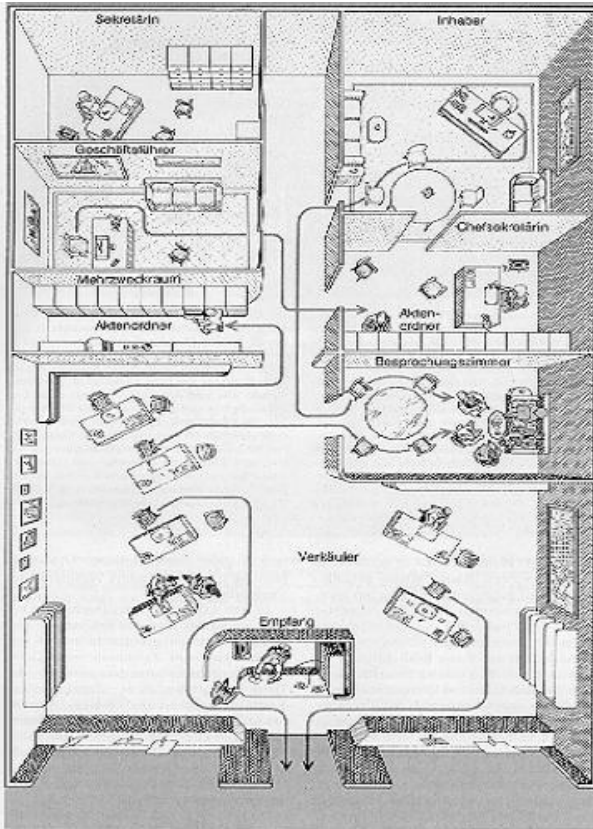 Sekretärin
Inhaber
Geschäftsführer
Chefsekretärin
Mehrzweckraum
Aktenordner
Akten-
ordner
Besprechungszimmer
Verkäufer
Empfang